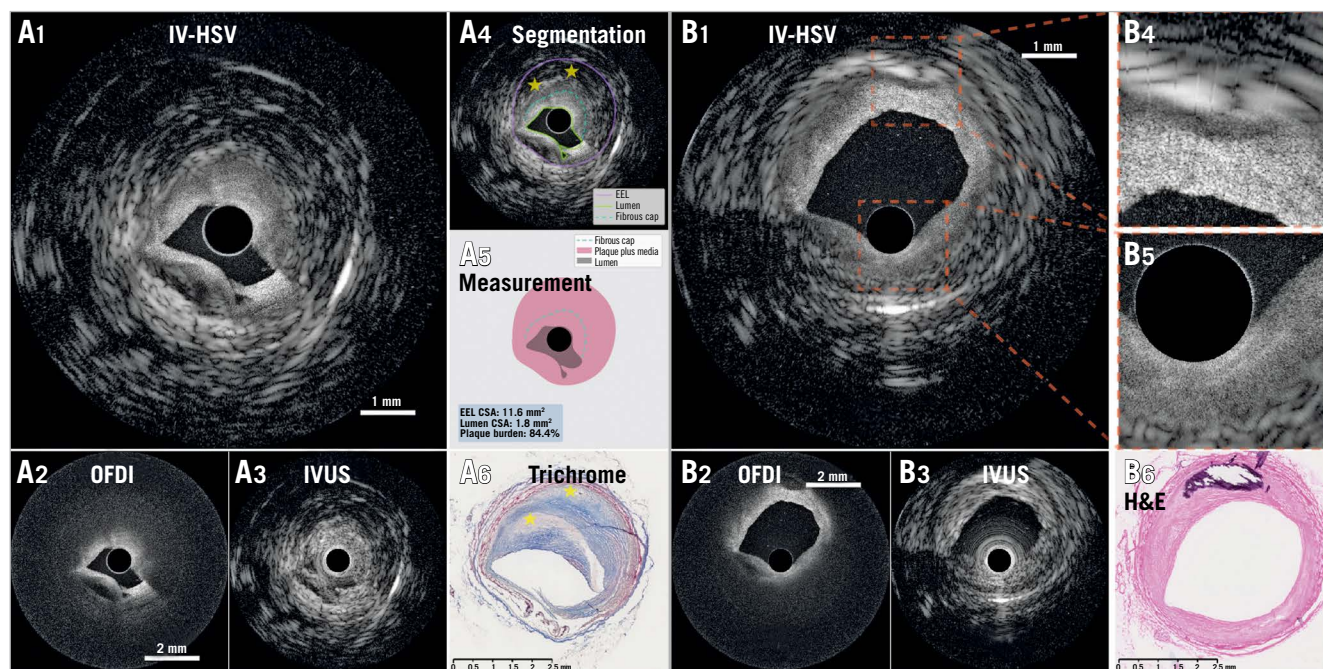 A1 IV-HSV
1 mm
A4 Segmentation
EEL
Lumen
Fibrous cap
A5
Measurement
Fibrous cap
Plaque plus media
Lumen
EEL CSA: 11.6 mm²
Lumen CSA: 1.8 mm²
Plaque burden: 84.4%
B1 IV-HSV
1 mm
B4
B5
A2 OFDI
2 mm
A3 IVUS
A6 Trichrome
0 0.5 1 1.5 2 2.5 mm
B2 OFDI
2 mm
B3 IVUS
B6
H&E
0 0.5 1 1.5 2 2.5 mm